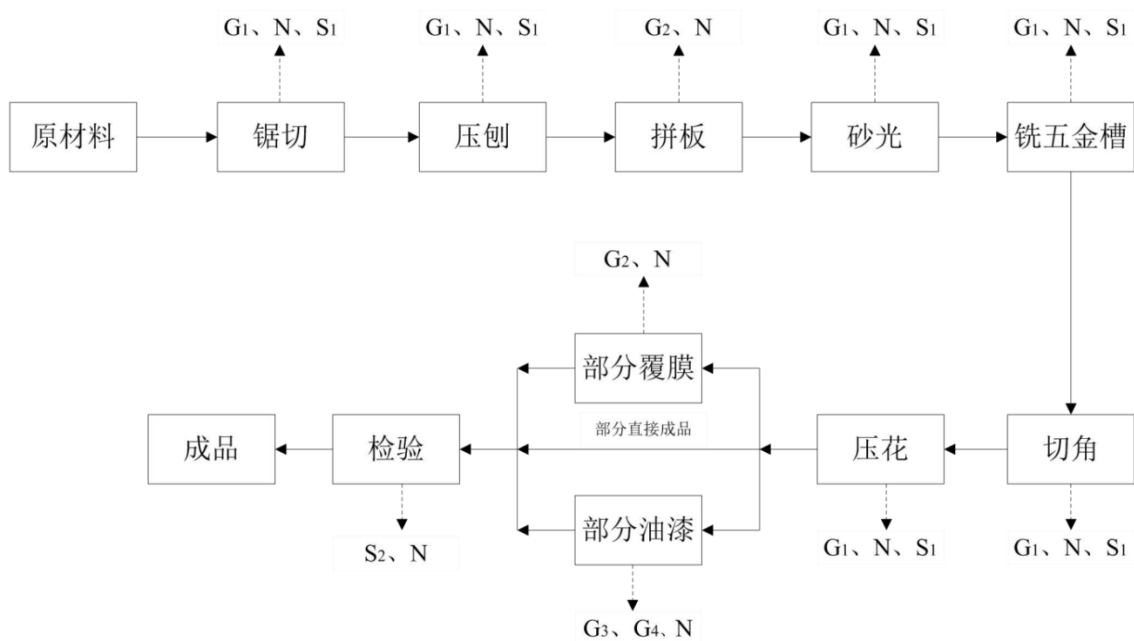 G1、N、S1
G1、N、S1
G2、N
G1、N、S1
G1、N、S1
原材料
锯切
压刨
拼板
砂光
铣五金槽
G2、N
部分覆膜
部分直接成品
成品
检验
压花
切角
部分油漆
S2、N
G1、N、S1
G1、N、S1
G3、G4、N